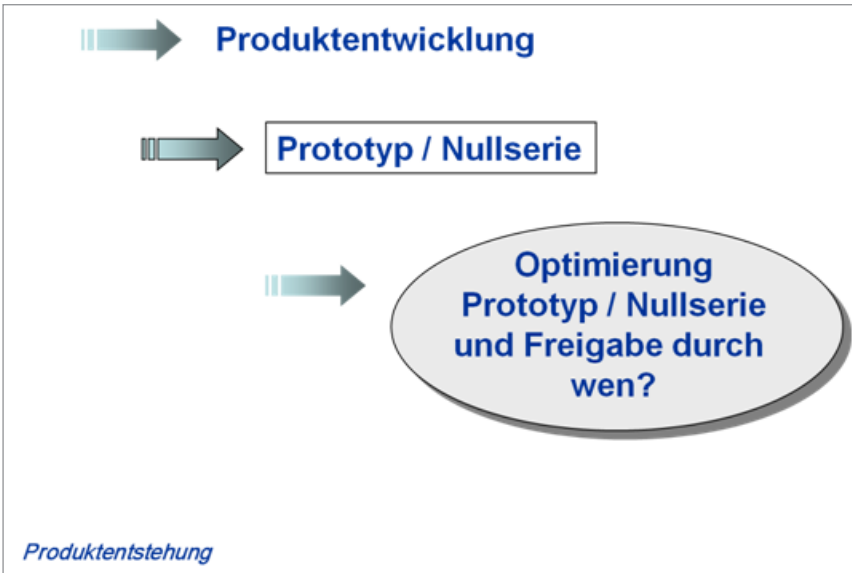 Produktentwicklung
Prototyp / Nullserie
Optimierung
Prototyp / Nullserie
und Freigabe durch
wen?
Produktentstehung